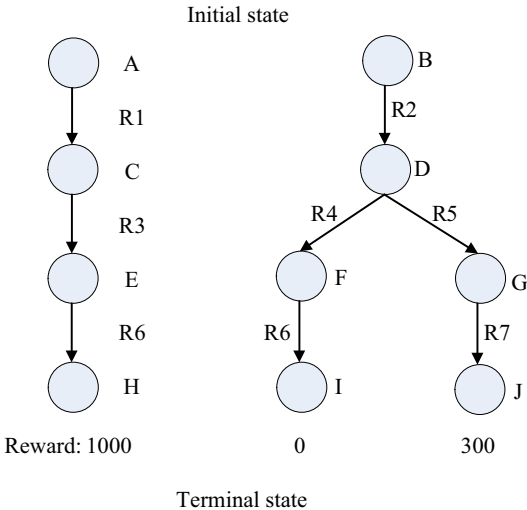 Initial state
A
B
R1
R2
C
D
R3
R4
R5
E
F
G
R6
R6
R7
H
I
J
Reward: 1000
0
300
Terminal state